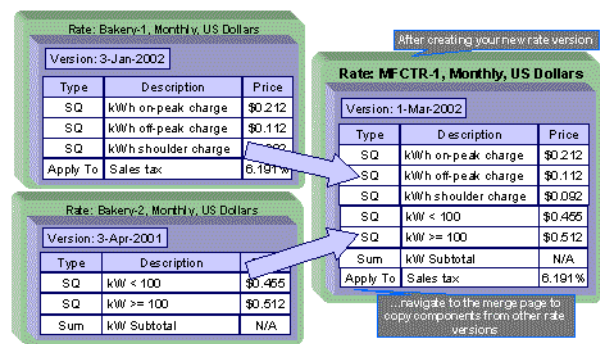 Rate: Bakery-1, Monthly, US Dollars
Version: 3-Jan-2002
Type Description Price
SQ kWh on-peak charge $0.212
SQ kWh off-peak charge $0.112
SQ kWh shoulder charge
Apply To Sales tax 6.191%
Rate: Bakery-2, Monthly, US Dollars
Version: 3-Apr-2001
Type Description
SQ kW < 100 $0.455
SQ kW >= 100 $0.512
Sum kW Subtotal N/A
After creating your new rate version
Rate: MFCTR-1, Monthly, US Dollars
Version: 1-Mar-2002
Type Description Price
SQ kWh on-peak charge $0.212
SQ kWh off-peak charge $0.112
SQ kWh shoulder charge $0.092
SQ kW < 100 $0.455
SQ kW >= 100 $0.512
Sum kW Subtotal N/A
Apply To Sales tax 6.191%
...navigate to the merge page to
copy components from other rate
versions